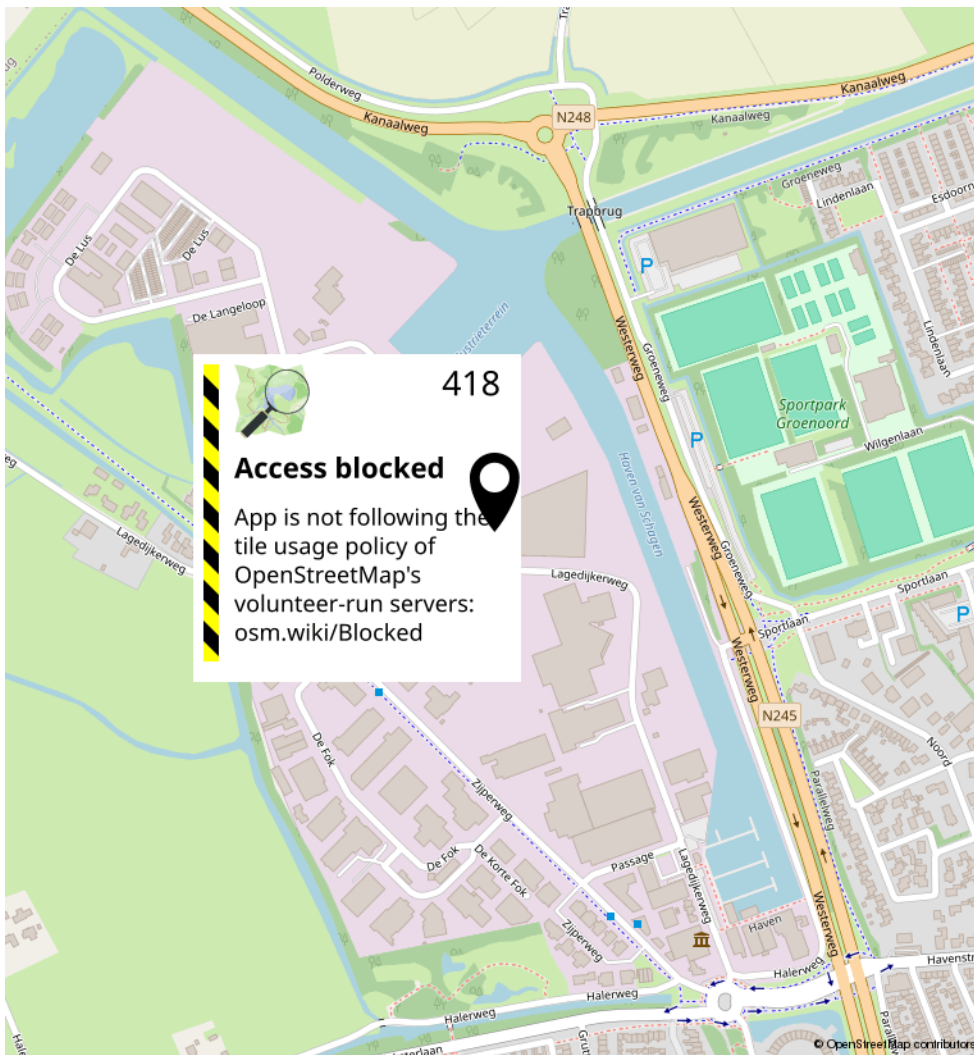 Polderweg
Kanaalweg
Kanaalweg
N248
Kanaalweg
Groeneweg
Lindenlaan
Esdoorn
Trapbrug
De Lus
De Lus
De Langeloop
Westerweg
Groeneweg
Lindenlaan
Sportpark
Groenoord
Wilgenlaan
418
Access blocked
App is not following the
tile usage policy of
OpenStreetMap's
volunteer-run servers:
osm.wiki/Blocked
Haven van Schagen
Westerweg
Groeneweg
Lagedijkerweg
Lagedijkerweg
Sportlaan
Sportlaan
Westerweg
N245
Noord
De Fok
Zijperweg
Parallelweg
De Fok
De Korte Fok
Passage
Lagedijkerweg
Zijperweg
Haven
Westerweg
Halerweg
Havenstr
Halerweg
Halerweg
© OpenStreetMap contributors